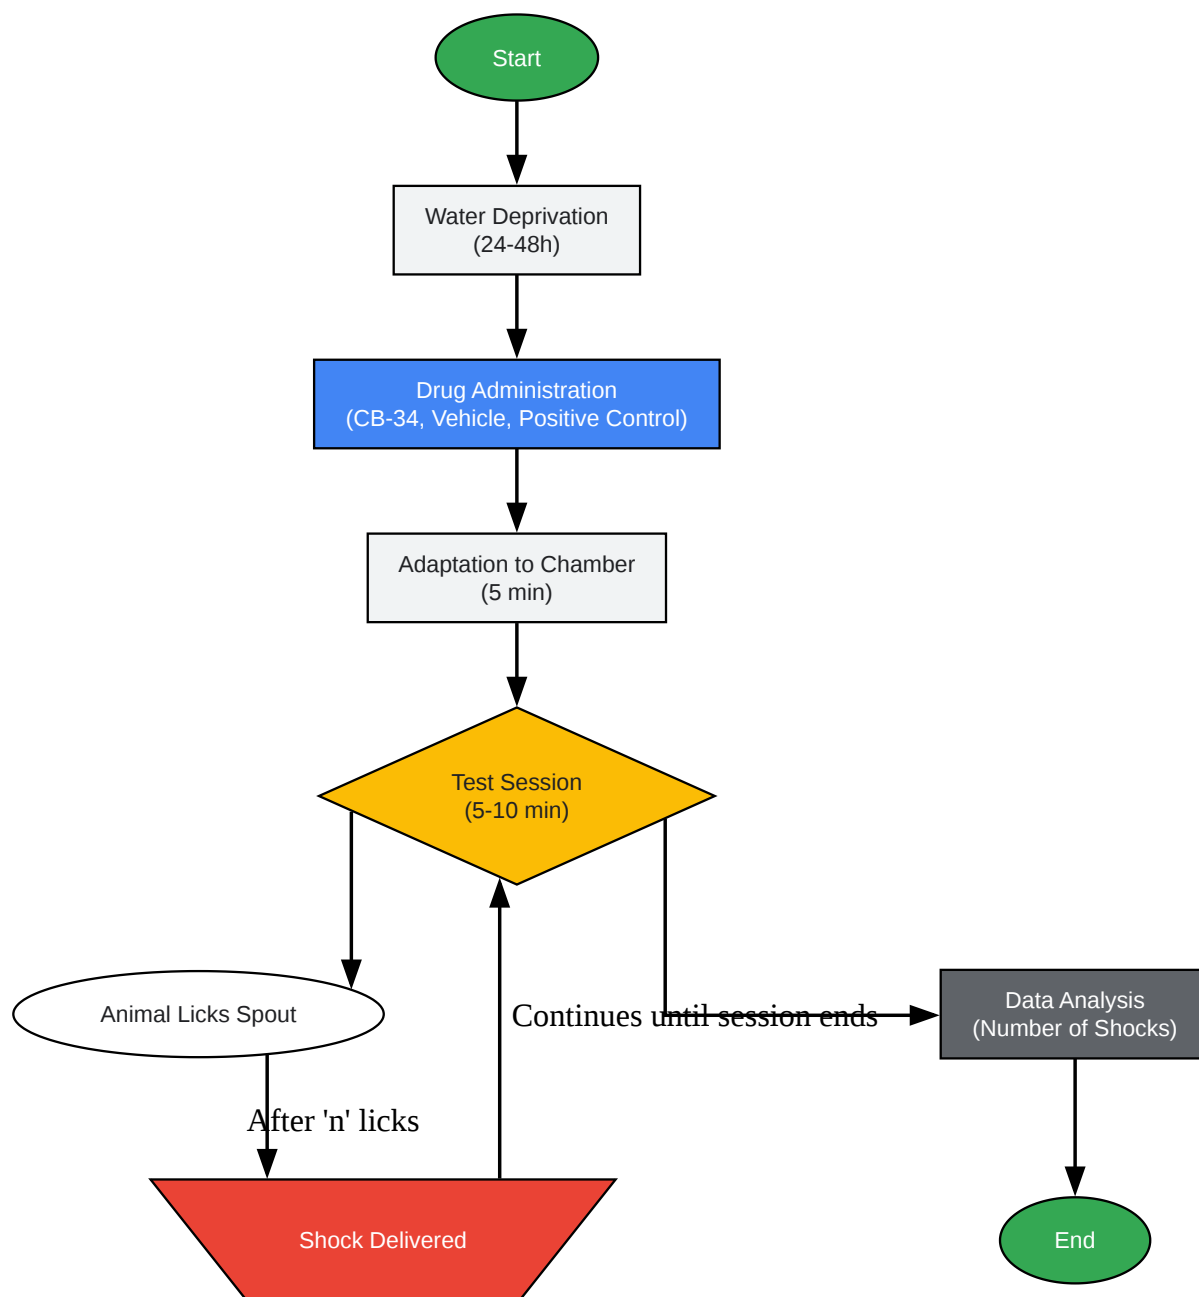 Start
Water Deprivation
(24-48h)
Drug Administration
(CB-34, Vehicle, Positive Control)
Adaptation to Chamber
(5 min)
Test Session
(5-10 min)
Animal Licks Spout
Continues until session ends
Data Analysis
(Number of Shocks)
After 'n' licks
Shock Delivered
End